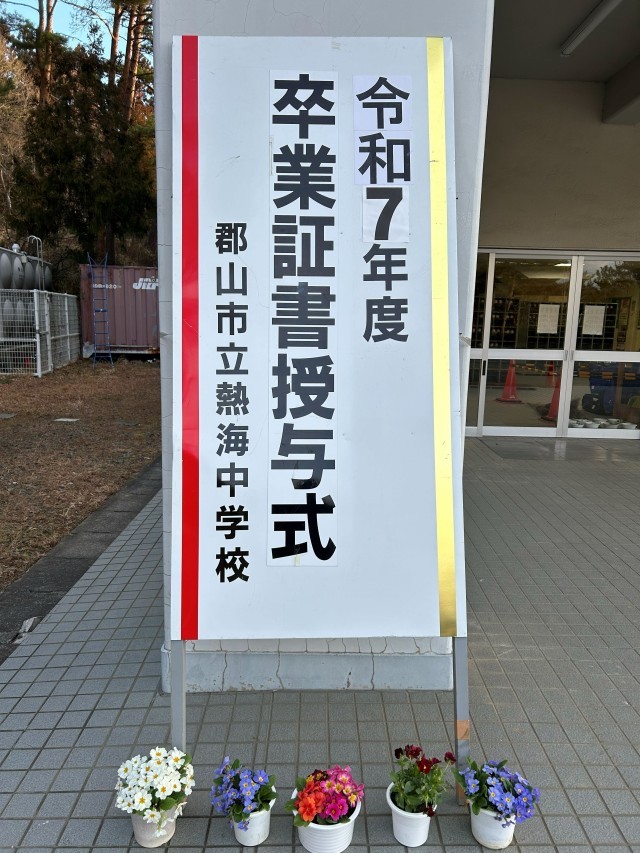 令和7年度
卒業証書授与式
郡山市立熱海中学校